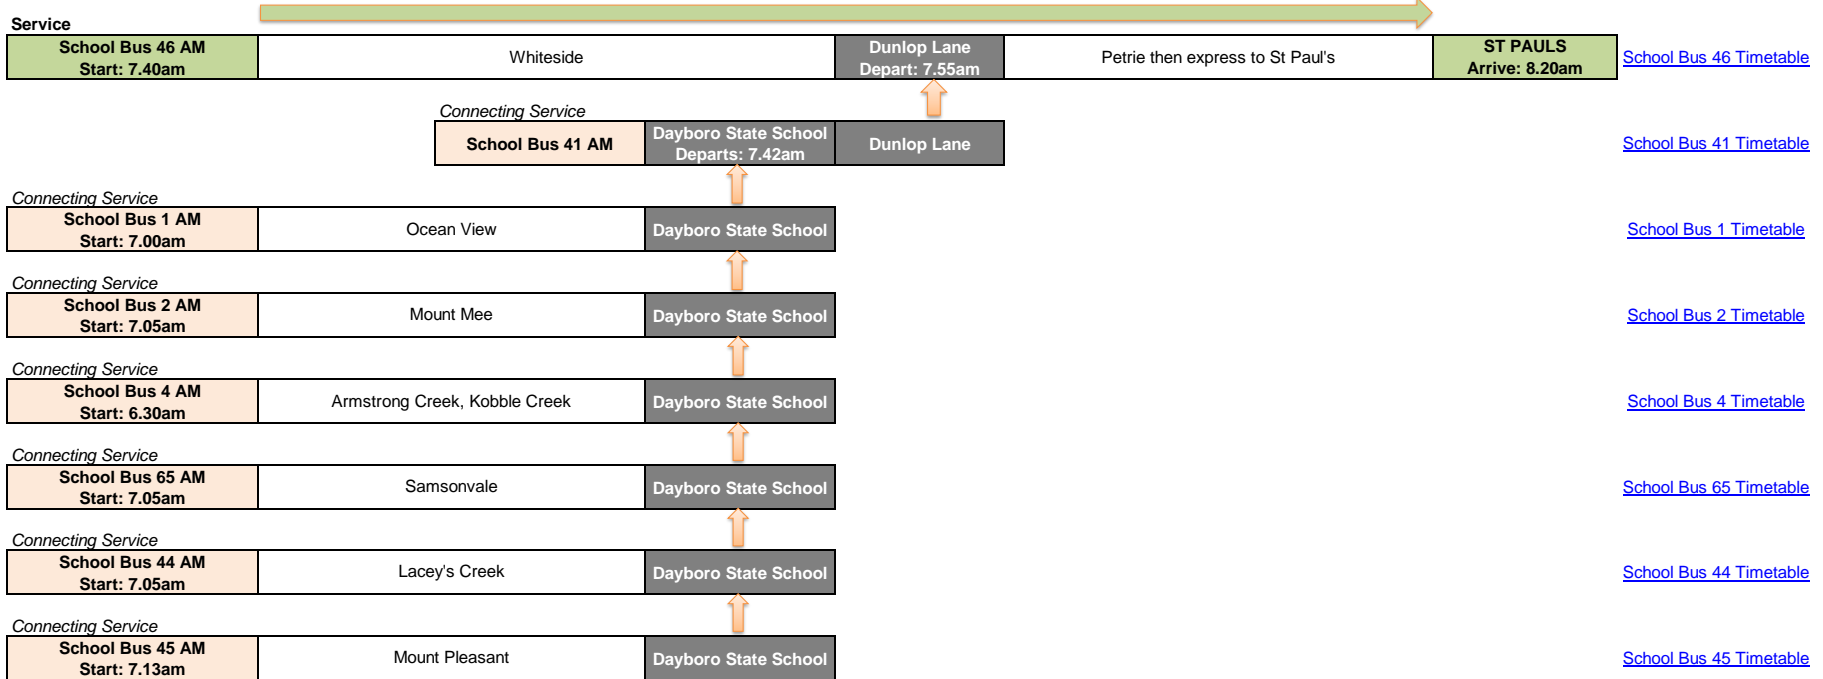 Service
School Bus 46 AM
Start: 7.40am
Whiteside
Dunlop Lane
Depart: 7.55am
Petrie then express to St Paul's
ST PAULS
Arrive: 8.20am
School Bus 46 Timetable
Connecting Service
School Bus 41 AM
Dayboro State School
Departs: 7.42am
Dunlop Lane
School Bus 41 Timetable
Connecting Service
School Bus 1 AM
Start: 7.00am
Ocean View
Dayboro State School
School Bus 1 Timetable
Connecting Service
School Bus 2 AM
Start: 7.05am
Mount Mee
Dayboro State School
School Bus 2 Timetable
Connecting Service
School Bus 4 AM
Start: 6.30am
Armstrong Creek, Kobble Creek
Dayboro State School
School Bus 4 Timetable
Connecting Service
School Bus 65 AM
Start: 7.05am
Samsonvale
Dayboro State School
School Bus 65 Timetable
Connecting Service
School Bus 44 AM
Start: 7.05am
Lacey's Creek
Dayboro State School
School Bus 44 Timetable
Connecting Service
School Bus 45 AM
Start: 7.13am
Mount Pleasant
Dayboro State School
School Bus 45 Timetable